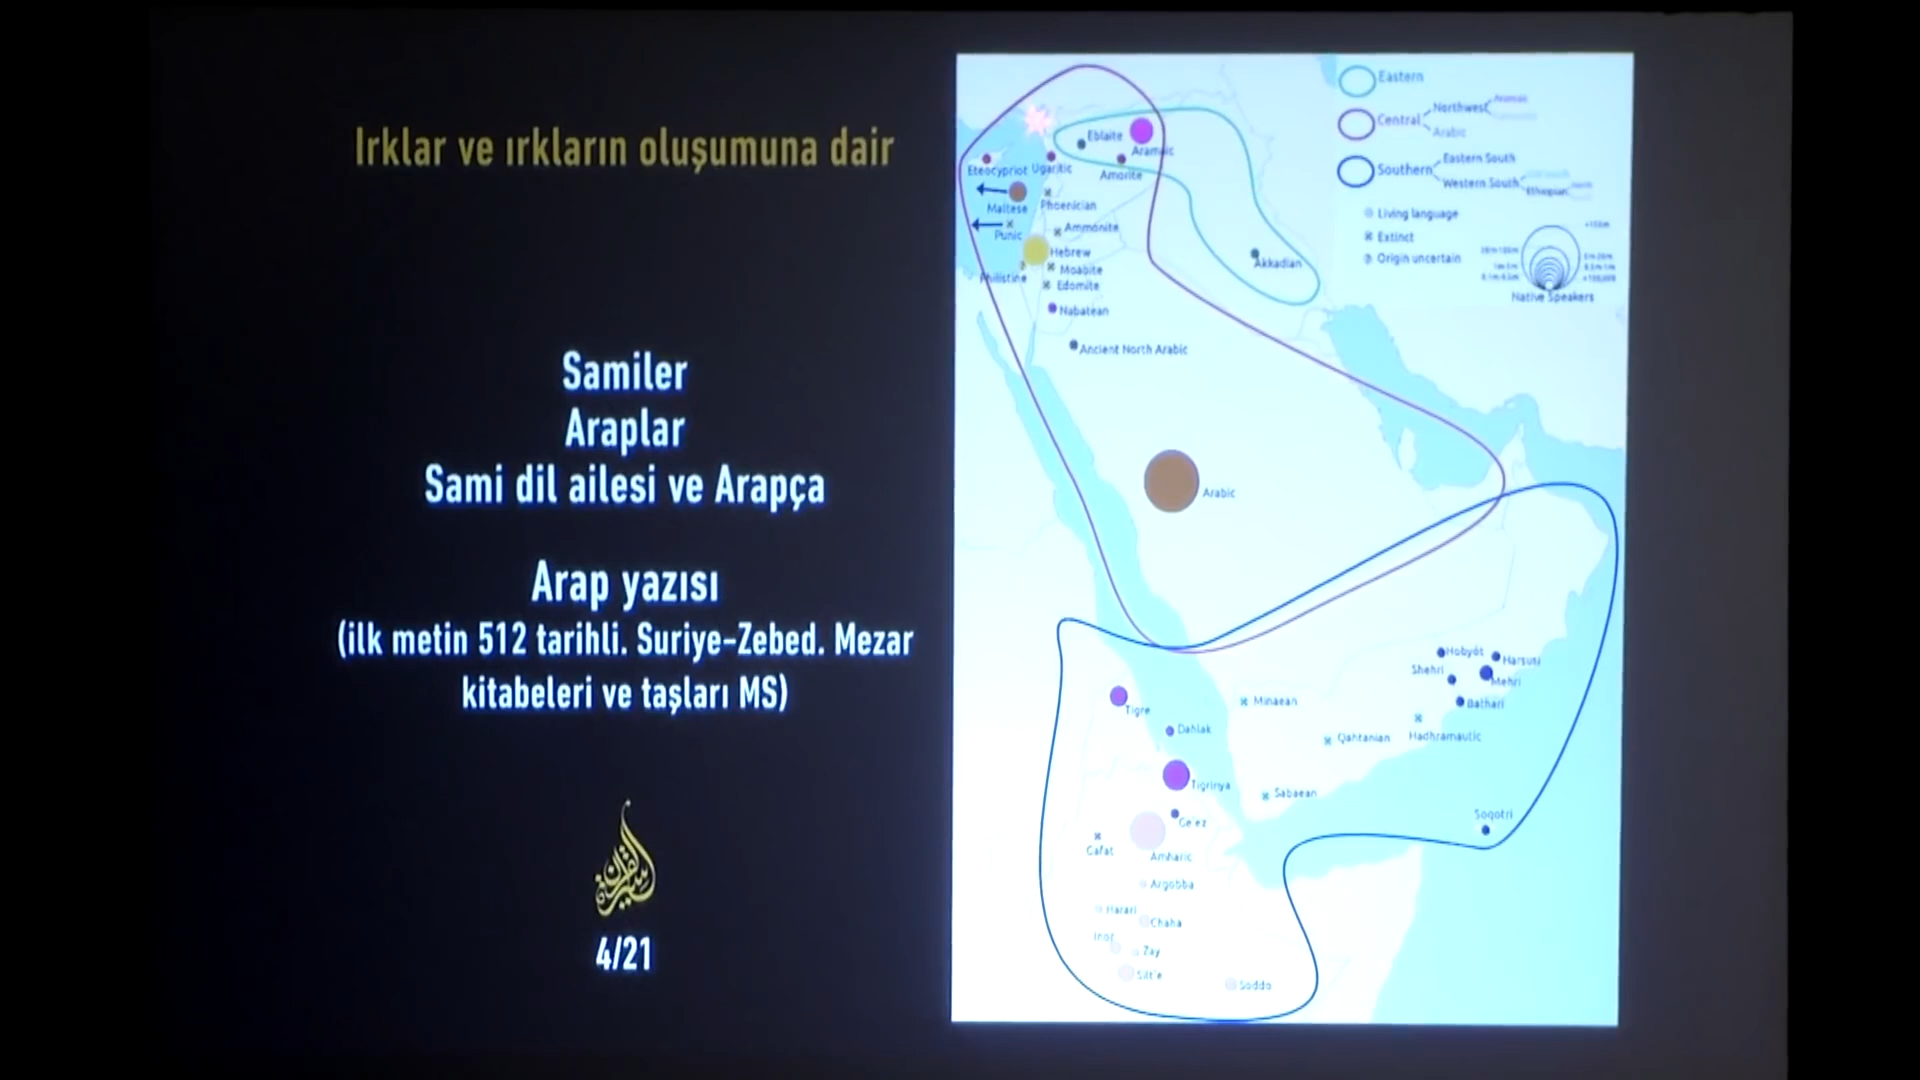 Irklar ve ırkların oluşumuna dair
Samiler
Araplar
Sami dil ailesi ve Arapça
Arap yazısı
(ilk metin 512 tarihli. Suriye-Zebed. Mezar
kitabeleri ve taşları MS)
4/21
Eastern
Central
Northwest
Aramaic
Arabic
Southern
Eastern South
Western South
Ethiopian
Living language
Extinct
Origin uncertain
Native Speakers
Eblaite
Aramaic
Amorite
Eteocypriot
Ugaritic
Maltese
Phoenician
Punic
Ammonite
Hebrew
Philistine
Moabite
Edomite
Akkadian
Nabatean
Ancient North Arabic
Arabic
Hobyót
Harsusi
Shehri
Mehri
Bathari
Hadhramautic
Minaean
Qahtanian
Sabaean
Soqotri
Tigre
Dahlak
Tigrinya
Ge'ez
Gafat
Amharic
Argobba
Harari
Chaha
Inor
Zay
Silt'e
Soddo